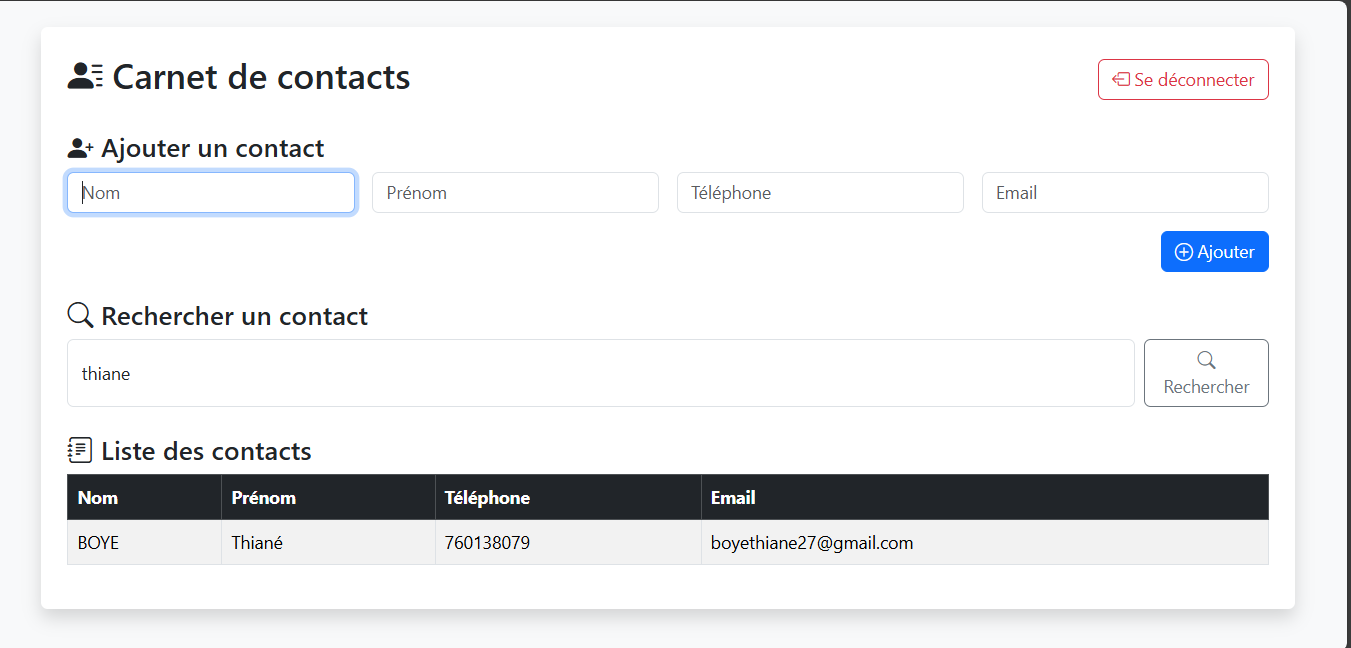 Carnet de contacts
Se déconnecter
Ajouter un contact
Nom Prénom Téléphone Email
Ajouter
Rechercher un contact
thiane
Rechercher
Liste des contacts
Nom Prénom Téléphone Email
BOYE Thiané 760138079 boyethiane27@gmail.com